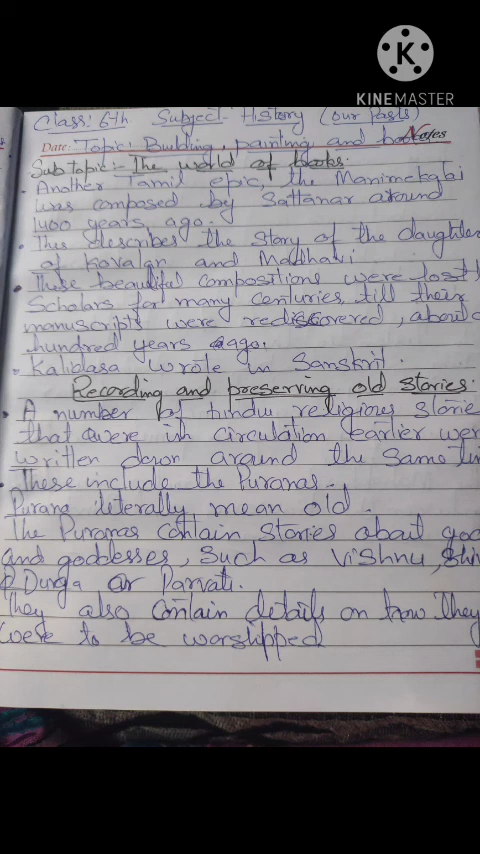 K
KINEMASTER
Class: 6th Subject- History (our Pasts)
Date: Topic: Building, painting and books Notes
Sub topic:- The world of books.
Another Tamil epic, the Manimekalai
was composed by Sattanar around
1400 years ago.
• This describes the story of the daughter
of Kovalan and Madhavi
• These beautiful compositions were lost
Scholars for many centuries, till their
manuscripts were rediscovered, about
hundred years ago.
• Kalidasa wrote in Sanskrit.
Recording and preserving old stories.
• A number of hindu religious storie
that were in circulation earlier wer
written down around the same tim
• These include the Puranas.
Purana literally mean old.
The Puranas contain stories about god
and goddesses, such as Vishnu, Shiv
Durga or Parvati.
They also contain details on how they
were to be worshipped